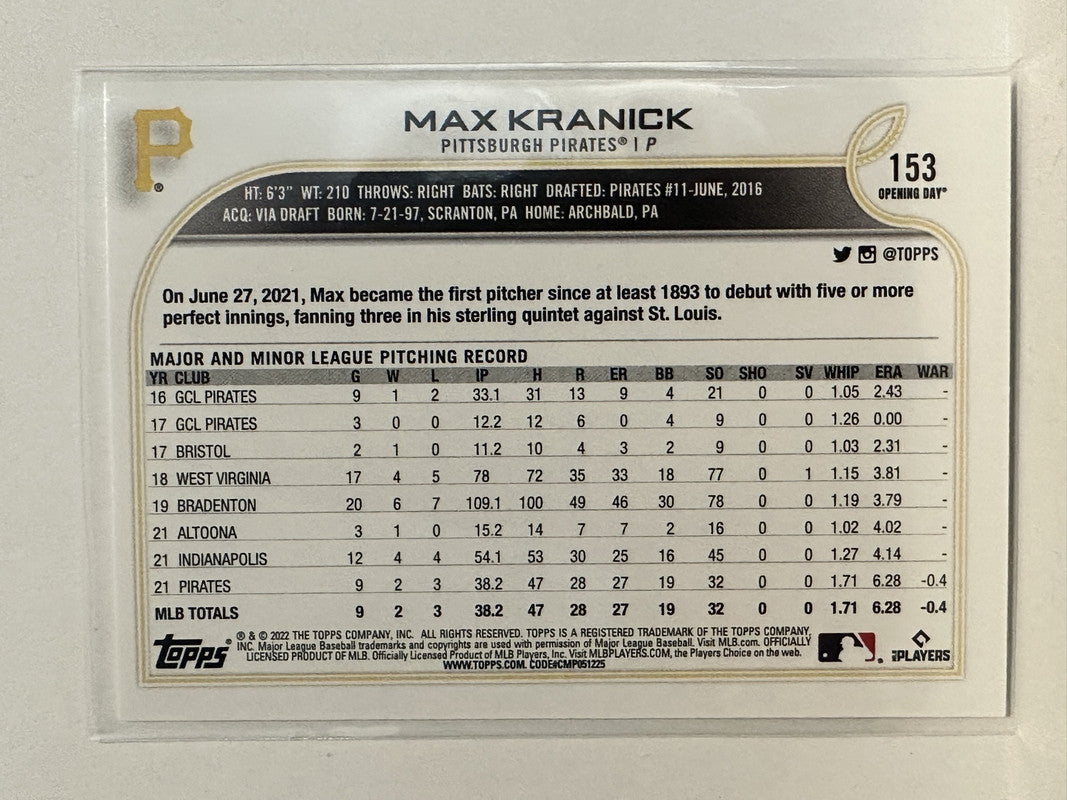 P®
MAX KRANICK
PITTSBURGH PIRATES® | P
153
OPENING DAY®
HT: 6'3" WT: 210 THROWS: RIGHT BATS: RIGHT DRAFTED: PIRATES #11-JUNE, 2016
ACQ: VIA DRAFT BORN: 7-21-97, SCRANTON, PA HOME: ARCHBALD, PA
@TOPPS
On June 27, 2021, Max became the first pitcher since at least 1893 to debut with five or more
perfect innings, fanning three in his sterling quintet against St. Louis.
MAJOR AND MINOR LEAGUE PITCHING RECORD
YR CLUB G W L IP H R ER BB SO SHO SV WHIP ERA WAR
16 GCL PIRATES 9 1 2 33.1 31 13 9 4 21 0 0 1.05 2.43 -
17 GCL PIRATES 3 0 0 12.2 12 6 0 4 9 0 0 1.26 0.00 -
17 BRISTOL 2 1 0 11.2 10 4 3 2 9 0 0 1.03 2.31 -
18 WEST VIRGINIA 17 4 5 78 72 35 33 18 77 0 1 1.15 3.81 -
19 BRADENTON 20 6 7 109.1 100 49 46 30 78 0 0 1.19 3.79 -
21 ALTOONA 3 1 0 15.2 14 7 7 2 16 0 0 1.02 4.02 -
21 INDIANAPOLIS 12 4 4 54.1 53 30 25 16 45 0 0 1.27 4.14 -
21 PIRATES 9 2 3 38.2 47 28 27 19 32 0 0 1.71 6.28 -0.4
MLB TOTALS 9 2 3 38.2 47 28 27 19 32 0 0 1.71 6.28 -0.4
Topps®
® & © 2022 THE TOPPS COMPANY, INC. ALL RIGHTS RESERVED. TOPPS IS A REGISTERED TRADEMARK OF THE TOPPS COMPANY,
INC. Major League Baseball trademarks and copyrights are used with permission of Major League Baseball. Visit MLB.com. OFFICIALLY
LICENSED PRODUCT OF MLB. Officially Licensed Product of MLB Players, Inc. Visit MLBPLAYERS.COM, the Players Choice on the web.
WWW.TOPPS.COM. CODE#CMP051225
PLAYERS